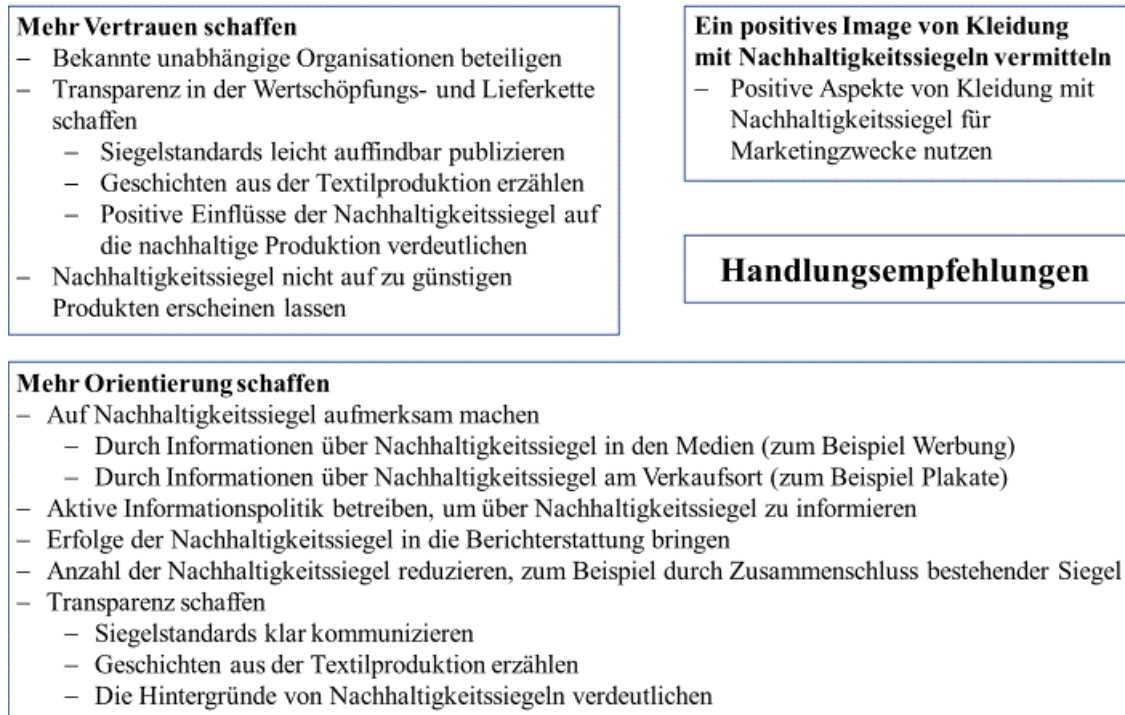 Mehr Vertrauen schaffen
– Bekannte unabhängige Organisationen beteiligen
– Transparenz in der Wertschöpfungs- und Lieferkette
schaffen
– Siegelstandards leicht auffindbar publizieren
– Geschichten aus der Textilproduktion erzählen
– Positive Einflüsse der Nachhaltigkeitssiegel auf
die nachhaltige Produktion verdeutlichen
– Nachhaltigkeitssiegel nicht auf zu günstigen
Produkten erscheinen lassen
Ein positives Image von Kleidung
mit Nachhaltigkeitssiegeln vermitteln
– Positive Aspekte von Kleidung mit
Nachhaltigkeitssiegel für
Marketingzwecke nutzen
Handlungsempfehlungen
Mehr Orientierung schaffen
– Auf Nachhaltigkeitssiegel aufmerksam machen
– Durch Informationen über Nachhaltigkeitssiegel in den Medien (zum Beispiel Werbung)
– Durch Informationen über Nachhaltigkeitssiegel am Verkaufsort (zum Beispiel Plakate)
– Aktive Informationspolitik betreiben, um über Nachhaltigkeitssiegel zu informieren
– Erfolge der Nachhaltigkeitssiegel in die Berichterstattung bringen
– Anzahl der Nachhaltigkeitssiegel reduzieren, zum Beispiel durch Zusammenschluss bestehender Siegel
– Transparenz schaffen
– Siegelstandards klar kommunizieren
– Geschichten aus der Textilproduktion erzählen
– Die Hintergründe von Nachhaltigkeitssiegeln verdeutlichen